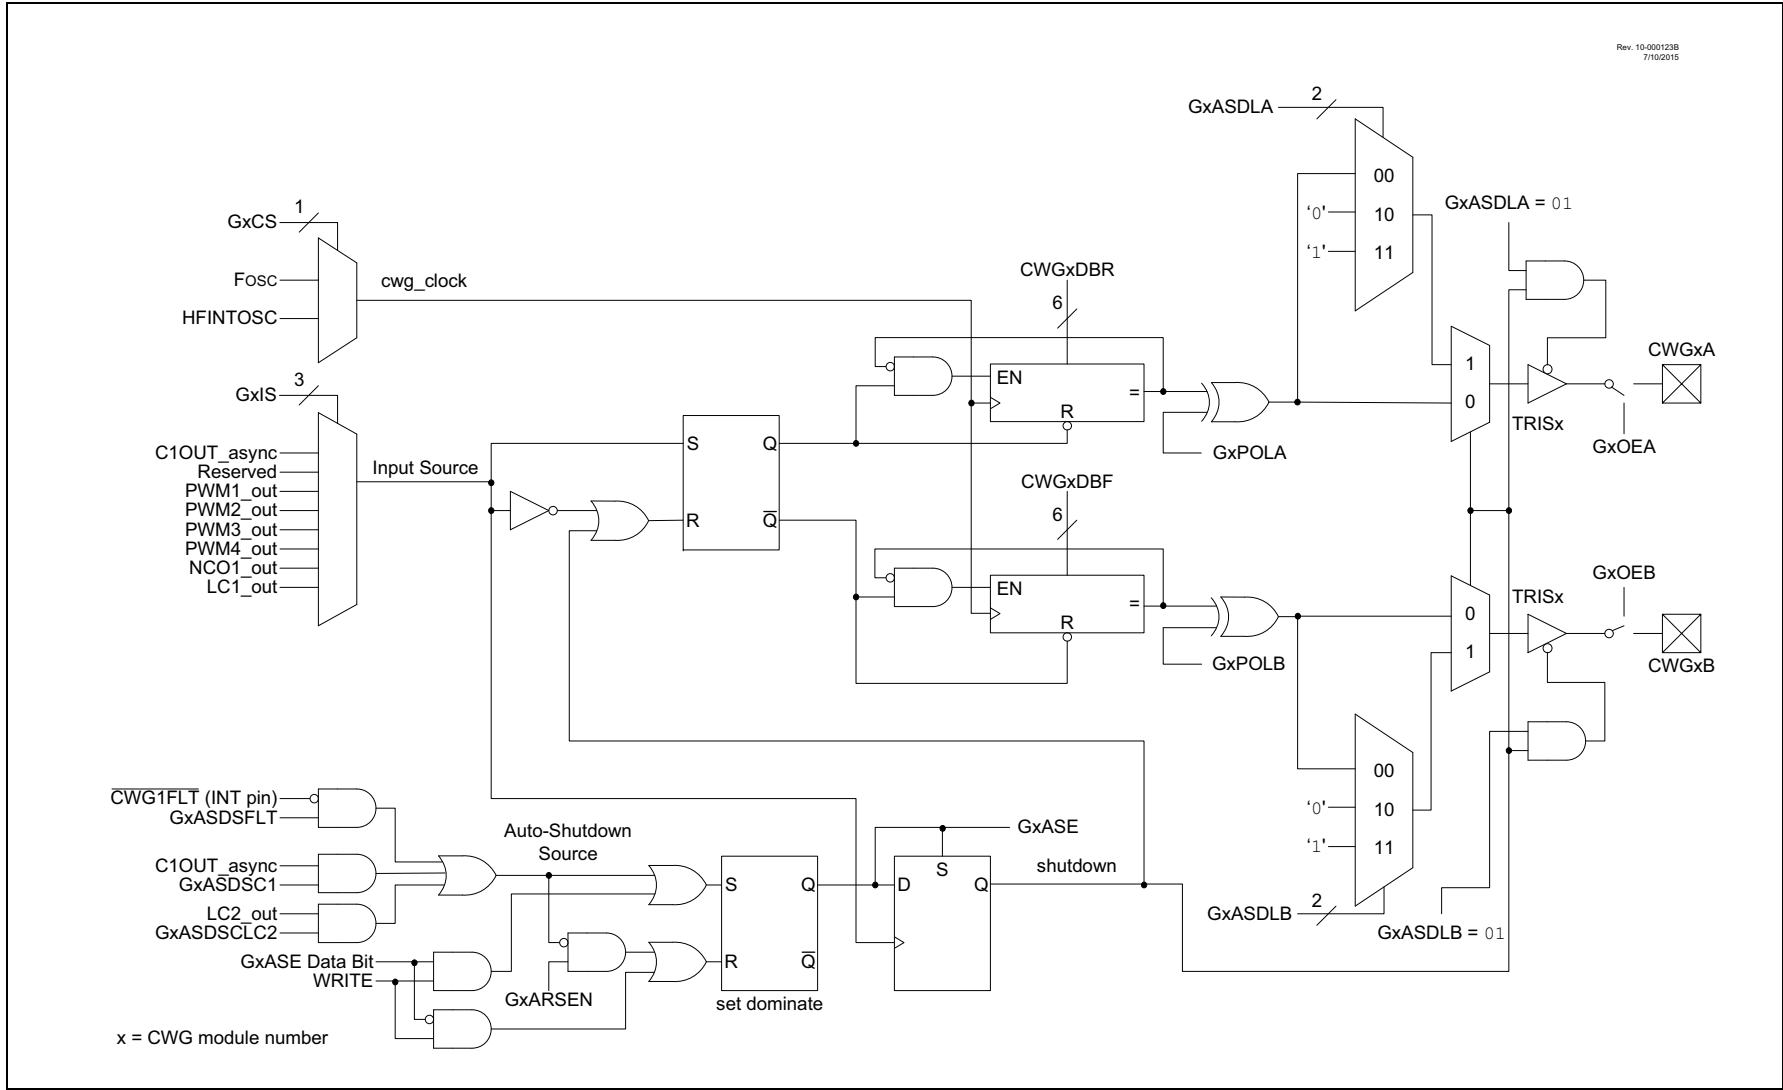 Rev. 10-000123B
7/10/2015
GxASDLA
2
00
'0'
10
'1'
11
GxASDLA = 01
GxCS
1
FOSC
HFINTOSC
cwg_clock
GxIS
3
C1OUT_async
Reserved
PWM1_out
PWM2_out
PWM3_out
PWM4_out
NCO1_out
LC1_out
Input Source
S
Q
R
Q
CWGxDBR
6
EN
=
R
GxPOLA
1
0
TRISx
GxOEA
CWGxA
CWGxDBF
6
EN
=
R
GxPOLB
0
1
TRISx
GxOEB
CWGxB
00
'0'
10
'1'
11
GxASDLB
2
GxASDLB = 01
CWG1FLT (INT pin)
GxASDSFLT
C1OUT_async
GxASDSC1
LC2_out
GxASDSCLC2
GxASE Data Bit
WRITE
Auto-Shutdown
Source
GxARSEN
S
Q
R
Q
set dominate
GxASE
S
D
Q
shutdown
x = CWG module number